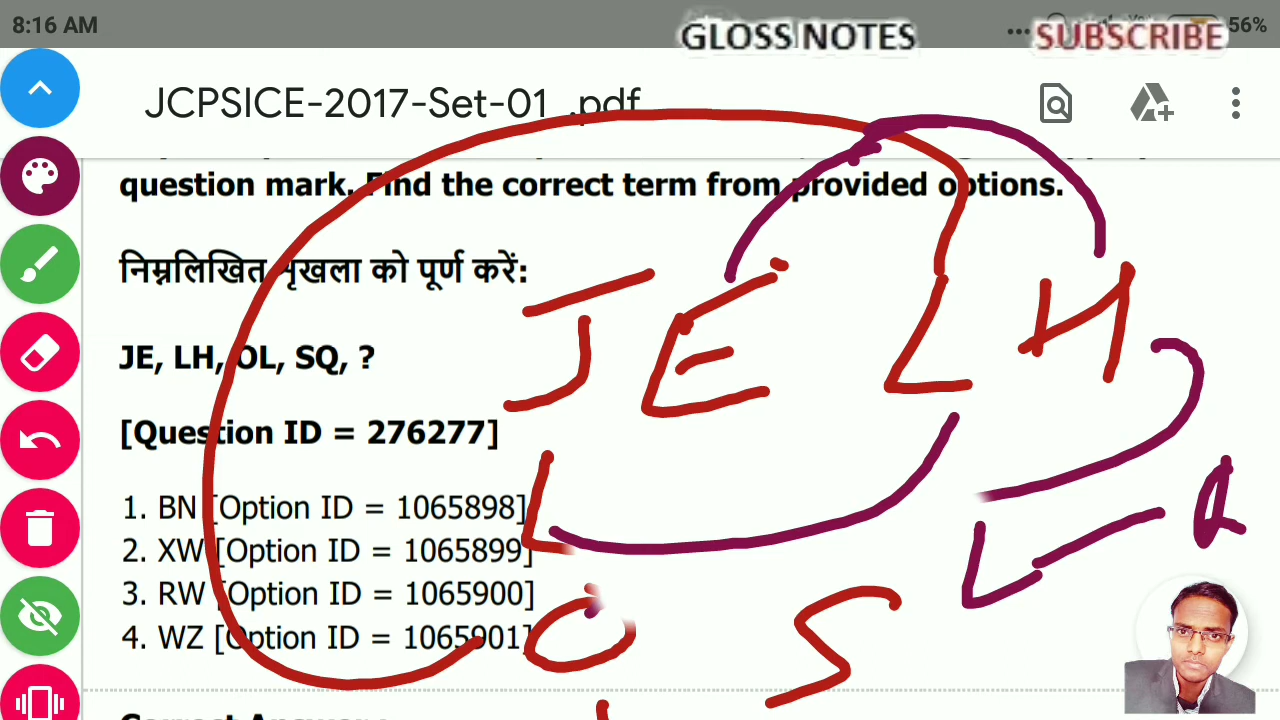 8:16 AM
GLOSS NOTES
SUBSCRIBE
56%
JCPSICE-2017-Set-01 .pdf
question mark. Find the correct term from provided options.
निम्नलिखित शृंखला को पूर्ण करें:
JE, LH, OL, SQ, ?
[Question ID = 276277]
1. BN [Option ID = 1065898]
2. XW [Option ID = 1065899]
3. RW [Option ID = 1065900]
4. WZ [Option ID = 1065901]
J E L H
L
L Q
O S